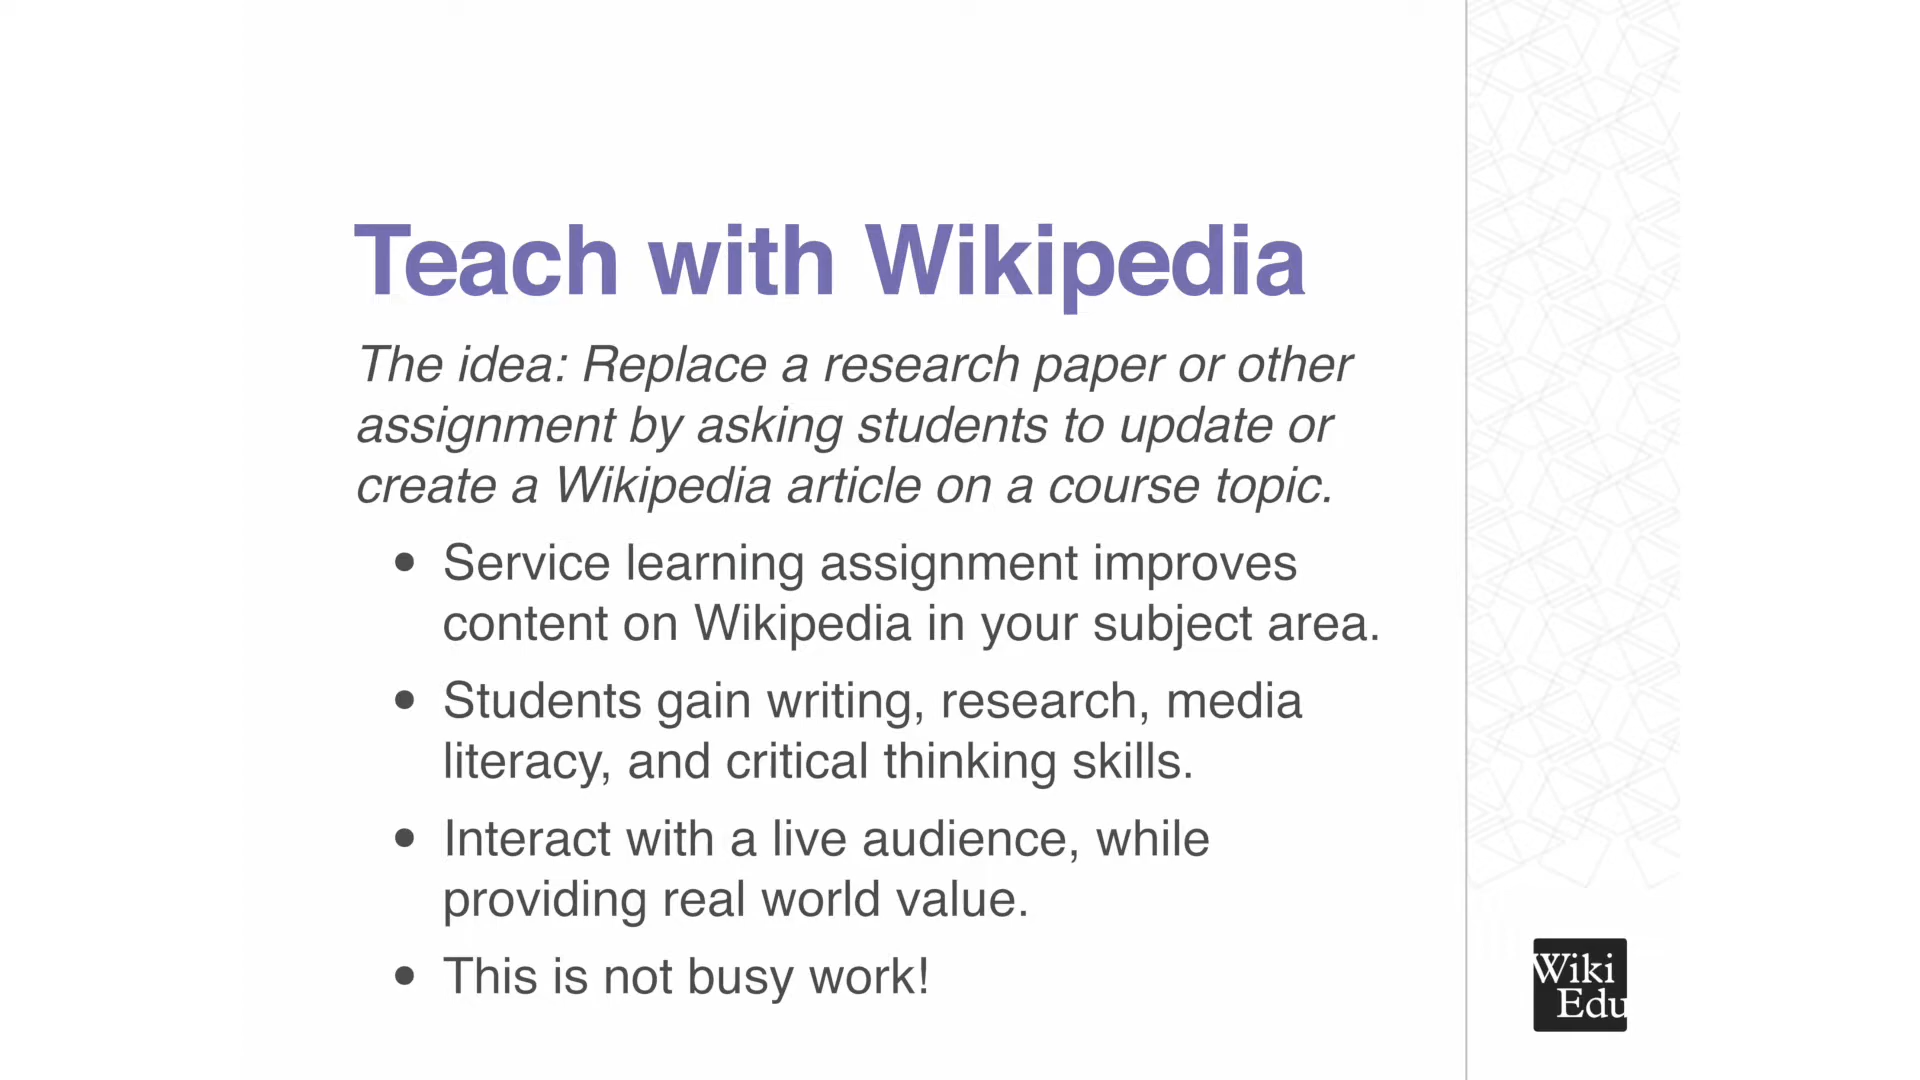 Teach with Wikipedia
The idea: Replace a research paper or other
assignment by asking students to update or
create a Wikipedia article on a course topic.
• Service learning assignment improves
content on Wikipedia in your subject area.
• Students gain writing, research, media
literacy, and critical thinking skills.
• Interact with a live audience, while
providing real world value.
• This is not busy work!
Wiki
Edu